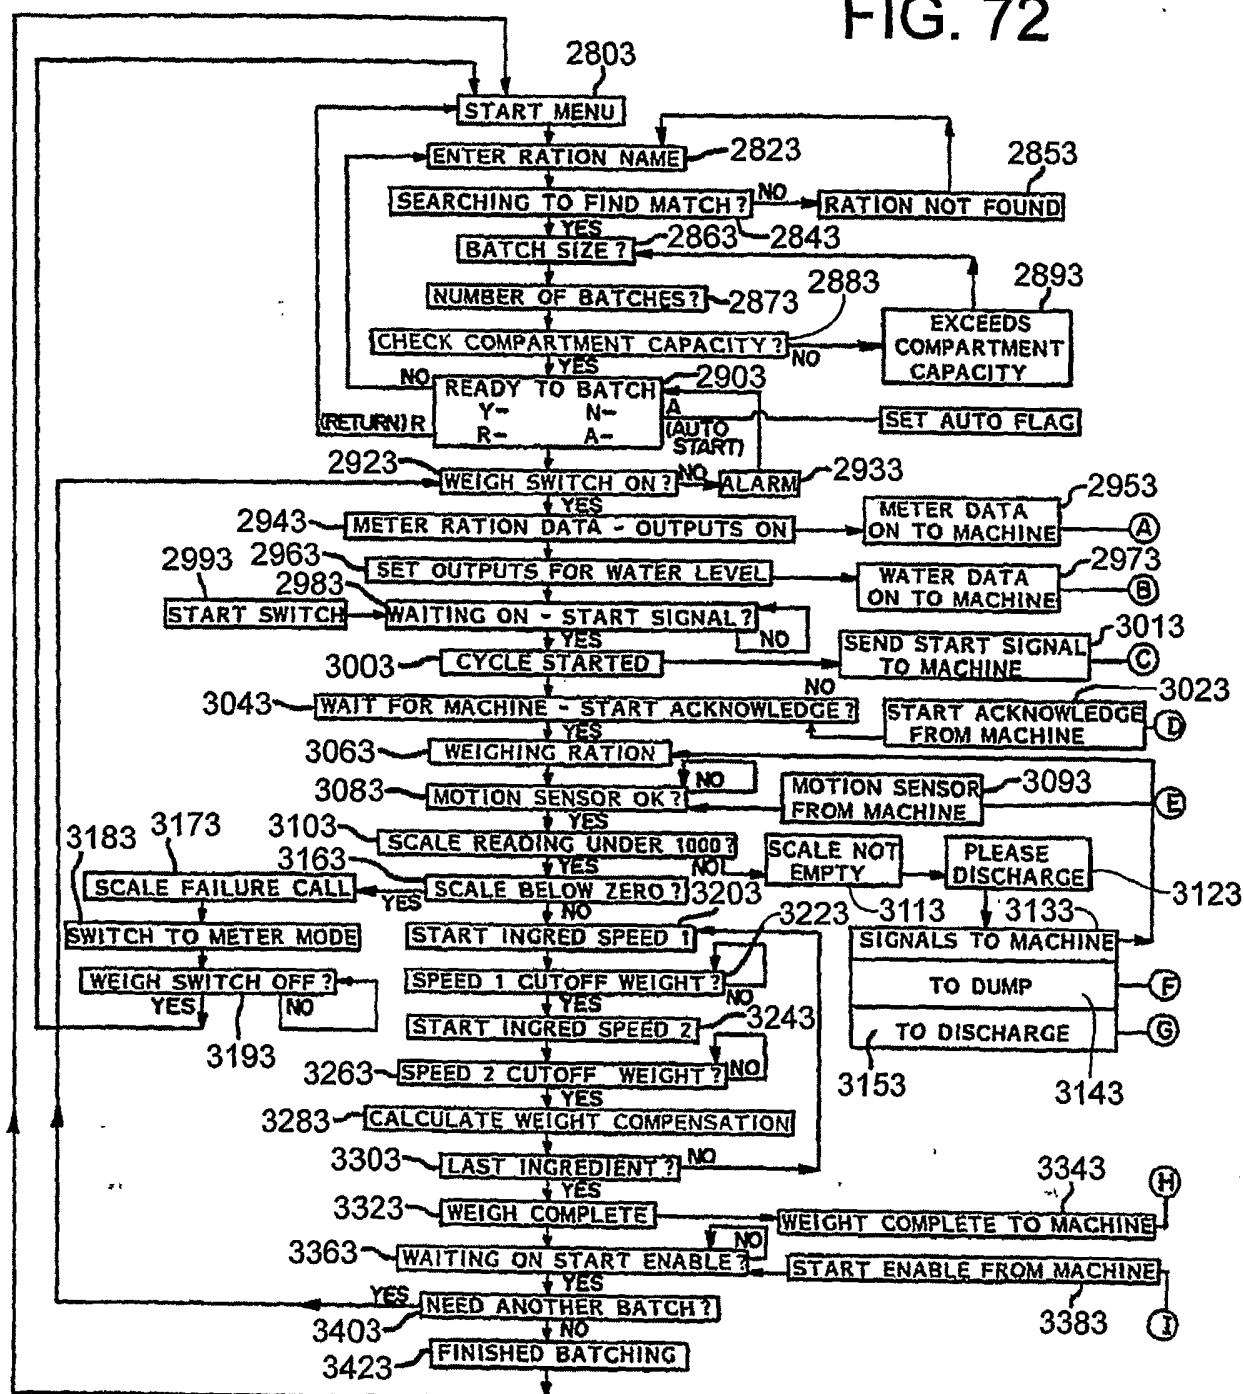 FIG. 72
2803
START MENU
ENTER RATION NAME
2823
2853
SEARCHING TO FIND MATCH?
NO
RATION NOT FOUND
YES
2863
2843
BATCH SIZE?
2883
2893
NUMBER OF BATCHES?
2873
EXCEEDS
COMPARTMENT
CAPACITY
CHECK COMPARTMENT CAPACITY?
NO
YES
2903
NO
READY TO BATCH
Y- N-
R- A-
(RETURN) R
A
(AUTO
START)
SET AUTO FLAG
2923
WEIGH SWITCH ON?
NO
ALARM
2933
YES
2953
2943
METER RATION DATA - OUTPUTS ON
METER DATA
ON TO MACHINE
A
2963
SET OUTPUTS FOR WATER LEVEL
2973
WATER DATA
ON TO MACHINE
B
2993
2983
START SWITCH
WAITING ON - START SIGNAL?
NO
YES
3013
3003
CYCLE STARTED
SEND START SIGNAL
TO MACHINE
C
NO
3023
3043
WAIT FOR MACHINE - START ACKNOWLEDGE?
START ACKNOWLEDGE
FROM MACHINE
D
YES
3063
WEIGHING RATION
NO
3083
MOTION SENSOR OK?
3093
MOTION SENSOR
FROM MACHINE
E
YES
3103
SCALE READING UNDER 1000?
SCALE NOT
EMPTY
PLEASE
DISCHARGE
YES
NO
3183
3173
3163
SCALE FAILURE CALL
YES
SCALE BELOW ZERO?
3203
3113
3133
3123
NO
3223
SWITCH TO METER MODE
START INGRED SPEED 1
SIGNALS TO MACHINE
WEIGH SWITCH OFF?
YES
NO
SPEED 1 CUTOFF WEIGHT?
NO
TO DUMP
F
YES
3193
START INGRED SPEED 2
3243
TO DISCHARGE
G
3263
SPEED 2 CUTOFF WEIGHT?
NO
3153
3143
YES
3283
CALCULATE WEIGHT COMPENSATION
3303
LAST INGREDIENT?
NO
YES
3343
H
3323
WEIGH COMPLETE
WEIGHT COMPLETE TO MACHINE
NO
3363
WAITING ON START ENABLE?
START ENABLE FROM MACHINE
YES
YES
NEED ANOTHER BATCH?
3403
3383
I
NO
3423
FINISHED BATCHING